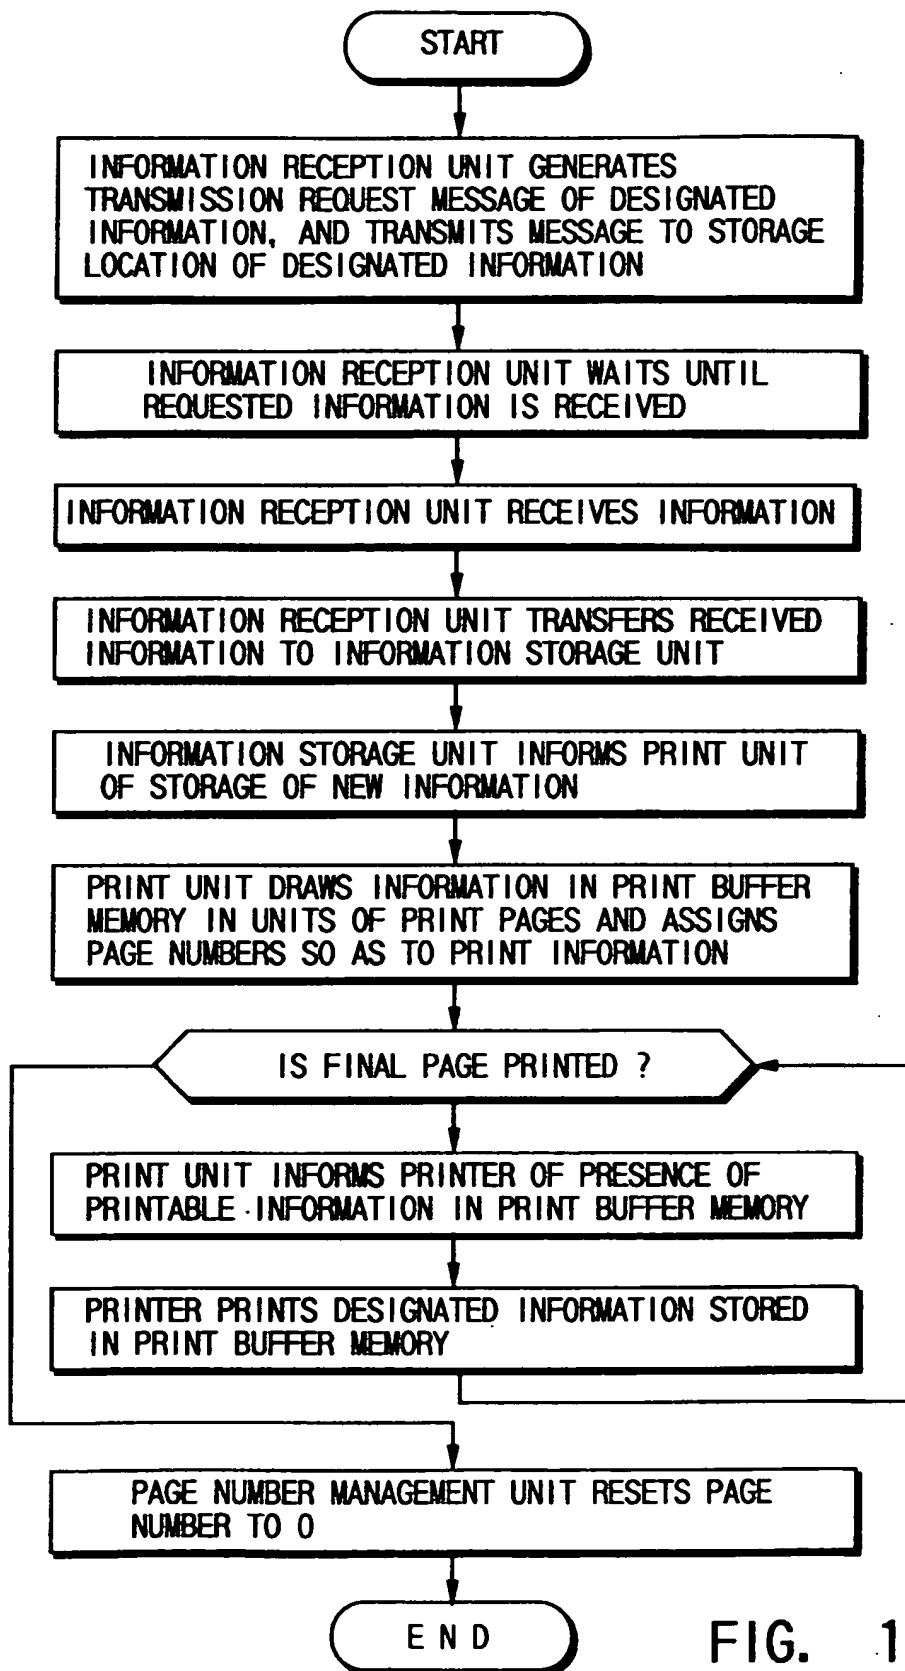 START
INFORMATION RECEPTION UNIT GENERATES
TRANSMISSION REQUEST MESSAGE OF DESIGNATED
INFORMATION, AND TRANSMITS MESSAGE TO STORAGE
LOCATION OF DESIGNATED INFORMATION
INFORMATION RECEPTION UNIT WAITS UNTIL
REQUESTED INFORMATION IS RECEIVED
INFORMATION RECEPTION UNIT RECEIVES INFORMATION
INFORMATION RECEPTION UNIT TRANSFERS RECEIVED
INFORMATION TO INFORMATION STORAGE UNIT
INFORMATION STORAGE UNIT INFORMS PRINT UNIT
OF STORAGE OF NEW INFORMATION
PRINT UNIT DRAWS INFORMATION IN PRINT BUFFER
MEMORY IN UNITS OF PRINT PAGES AND ASSIGNS
PAGE NUMBERS SO AS TO PRINT INFORMATION
IS FINAL PAGE PRINTED ?
PRINT UNIT INFORMS PRINTER OF PRESENCE OF
PRINTABLE INFORMATION IN PRINT BUFFER MEMORY
PRINTER PRINTS DESIGNATED INFORMATION STORED
IN PRINT BUFFER MEMORY
PAGE NUMBER MANAGEMENT UNIT RESETS PAGE
NUMBER TO 0
END
FIG. 1